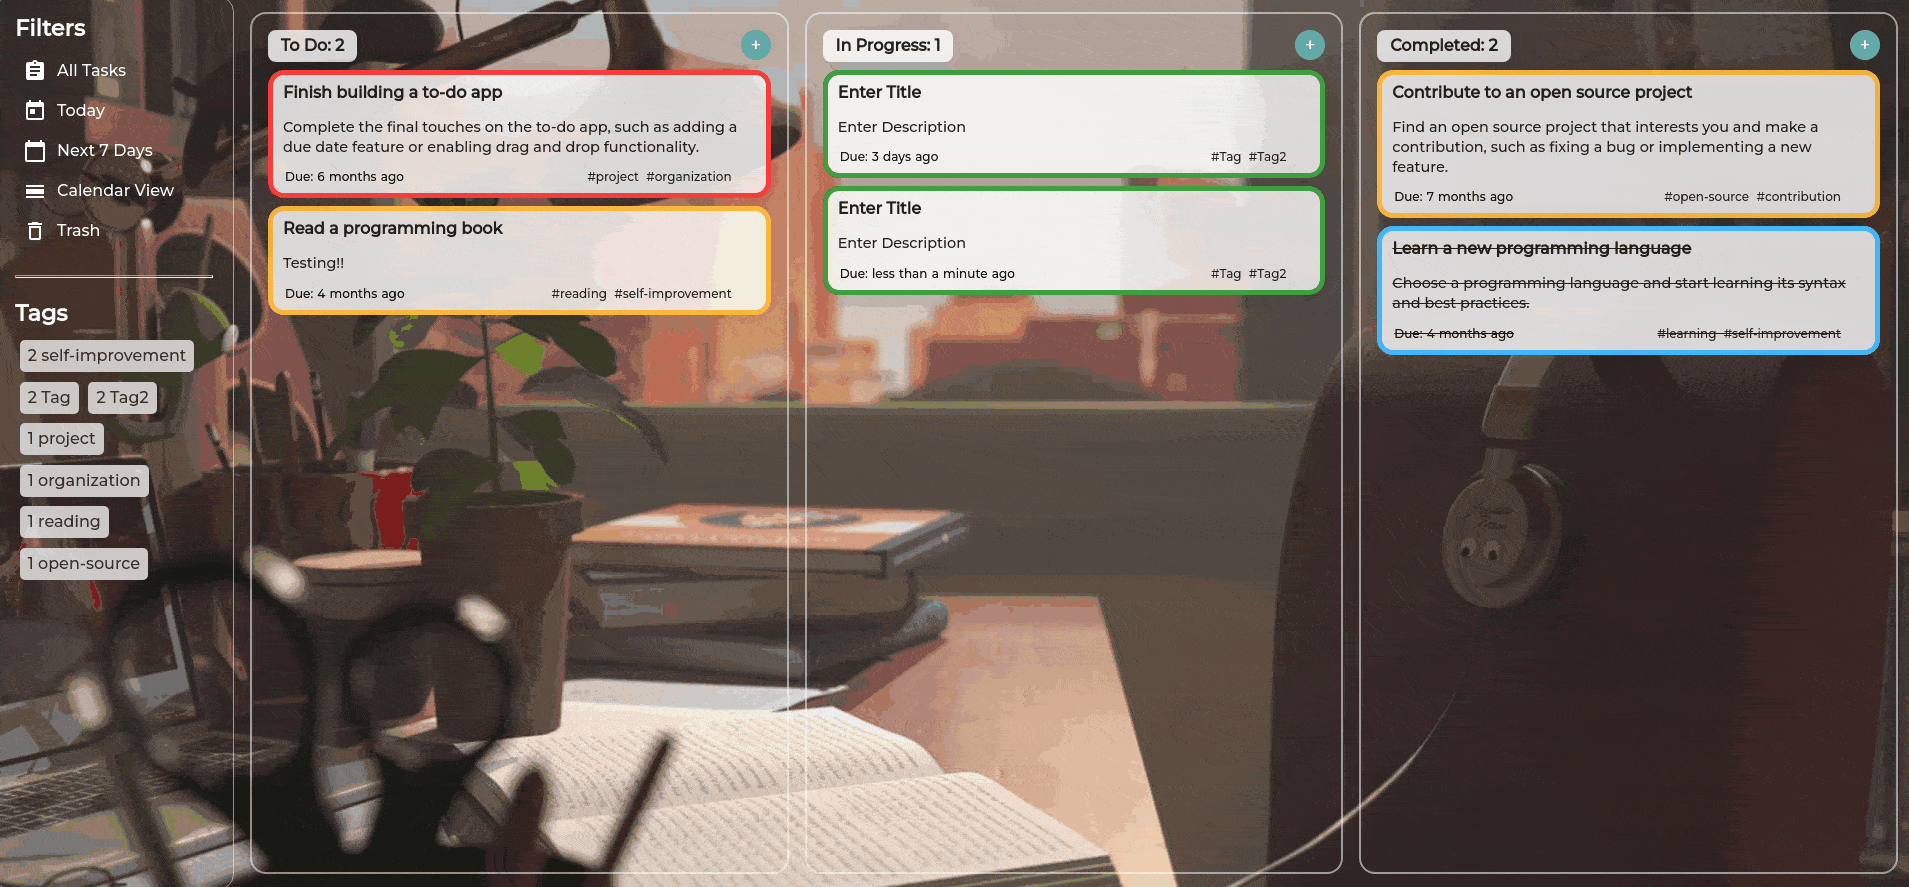 Filters
All Tasks
Today
Next 7 Days
Calendar View
Trash
Tags
2 self-improvement
2 Tag 2 Tag2
1 project
1 organization
1 reading
1 open-source
To Do: 2
+
Finish building a to-do app
Complete the final touches on the to-do app, such as adding a
due date feature or enabling drag and drop functionality.
Due: 6 months ago #project #organization
Read a programming book
Testing!!
Due: 4 months ago #reading #self-improvement
In Progress: 1
+
Enter Title
Enter Description
Due: 3 days ago #Tag #Tag2
Enter Title
Enter Description
Due: less than a minute ago #Tag #Tag2
Completed: 2
+
Contribute to an open source project
Find an open source project that interests you and make a
contribution, such as fixing a bug or implementing a new
feature.
Due: 7 months ago #open-source #contribution
Learn a new programming language
Choose a programming language and start learning its syntax
and best practices.
Due: 4 months ago #learning #self-improvement